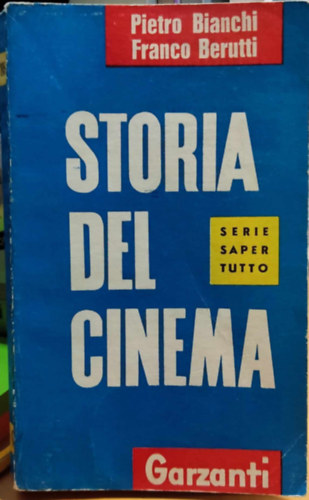 Pietro Bianchi
Franco Berutti
STORIA
DEL
CINEMA
SERIE
SAPER
TUTTO
Garzanti